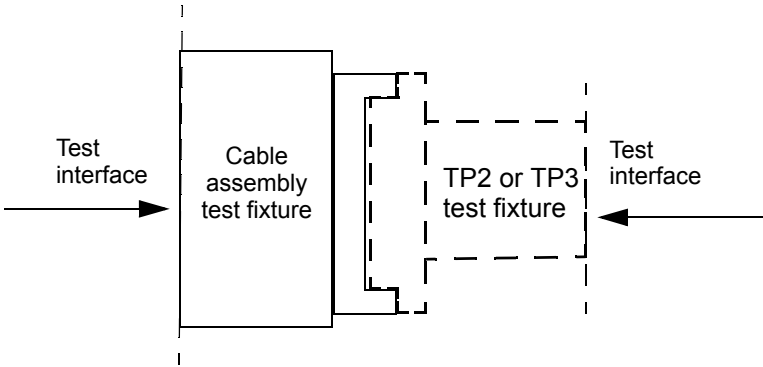 Test
interface
Cable
assembly
test fixture
TP2 or TP3
test fixture
Test
interface